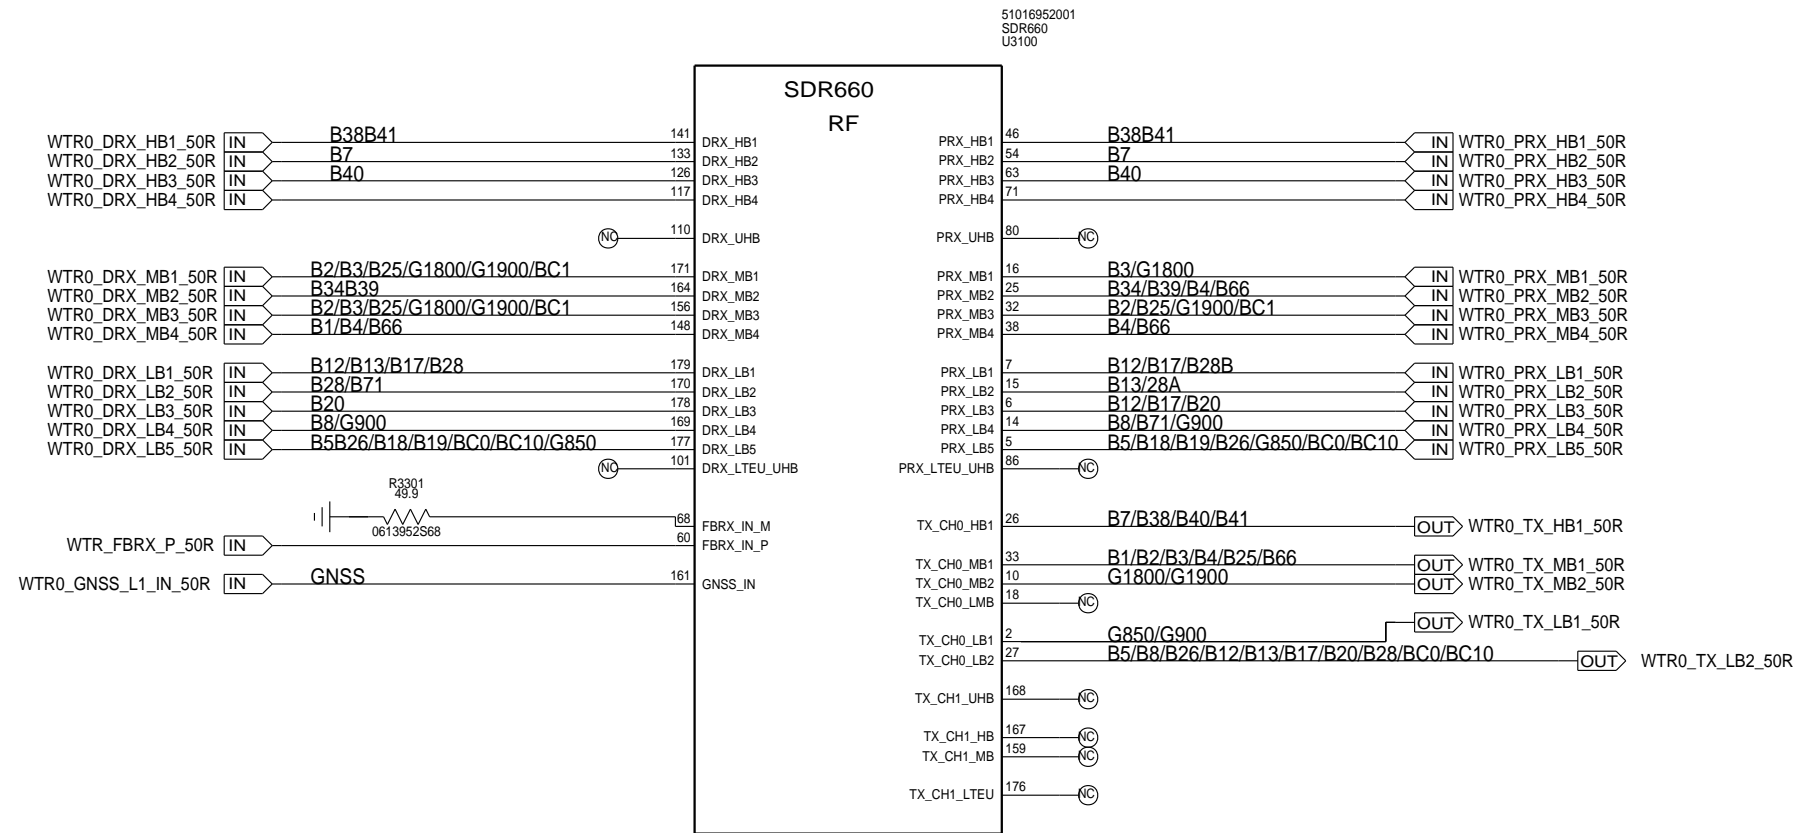 51016952001
SDR660
U3100
SDR660
RF
WTR0_DRX_HB1_50R IN B38B41 141 DRX_HB1 PRX_HB1 46 B38B41 IN WTR0_PRX_HB1_50R
WTR0_DRX_HB2_50R IN B7 133 DRX_HB2 PRX_HB2 54 B7 IN WTR0_PRX_HB2_50R
WTR0_DRX_HB3_50R IN B40 126 DRX_HB3 PRX_HB3 63 B40 IN WTR0_PRX_HB3_50R
WTR0_DRX_HB4_50R IN 117 DRX_HB4 PRX_HB4 71 IN WTR0_PRX_HB4_50R
NC 110 DRX_UHB PRX_UHB 80 NC
WTR0_DRX_MB1_50R IN B2/B3/B25/G1800/G1900/BC1 171 DRX_MB1 PRX_MB1 16 B3/G1800 IN WTR0_PRX_MB1_50R
WTR0_DRX_MB2_50R IN B34B39 164 DRX_MB2 PRX_MB2 25 B34/B39/B4/B66 IN WTR0_PRX_MB2_50R
WTR0_DRX_MB3_50R IN B2/B3/B25/G1800/G1900/BC1 156 DRX_MB3 PRX_MB3 32 B2/B25/G1900/BC1 IN WTR0_PRX_MB3_50R
WTR0_DRX_MB4_50R IN B1/B4/B66 148 DRX_MB4 PRX_MB4 38 B4/B66 IN WTR0_PRX_MB4_50R
WTR0_DRX_LB1_50R IN B12/B13/B17/B28 179 DRX_LB1 PRX_LB1 7 B12/B17/B28B IN WTR0_PRX_LB1_50R
WTR0_DRX_LB2_50R IN B28/B71 170 DRX_LB2 PRX_LB2 15 B13/28A IN WTR0_PRX_LB2_50R
WTR0_DRX_LB3_50R IN B20 178 DRX_LB3 PRX_LB3 6 B12/B17/B20 IN WTR0_PRX_LB3_50R
WTR0_DRX_LB4_50R IN B8/G900 169 DRX_LB4 PRX_LB4 14 B8/B71/G900 IN WTR0_PRX_LB4_50R
WTR0_DRX_LB5_50R IN B5B26/B18/B19/BC0/BC10/G850 177 DRX_LB5 PRX_LB5 5 B5/B18/B19/B26/G850/BC0/BC10 IN WTR0_PRX_LB5_50R
NC 101 DRX_LTEU_UHB PRX_LTEU_UHB 86 NC
R3301
49.9
0613952S68
68 FBRX_IN_M TX_CH0_HB1 26 B7/B38/B40/B41 OUT WTR0_TX_HB1_50R
WTR_FBRX_P_50R IN 60 FBRX_IN_P
TX_CH0_MB1 33 B1/B2/B3/B4/B25/B66 OUT WTR0_TX_MB1_50R
WTR0_GNSS_L1_IN_50R IN GNSS 161 GNSS_IN TX_CH0_MB2 10 G1800/G1900 OUT WTR0_TX_MB2_50R
TX_CH0_LMB 18 NC
OUT WTR0_TX_LB1_50R
TX_CH0_LB1 2 G850/G900
TX_CH0_LB2 27 B5/B8/B26/B12/B13/B17/B20/B28/BC0/BC10 OUT WTR0_TX_LB2_50R
TX_CH1_UHB 168 NC
TX_CH1_HB 167 NC
TX_CH1_MB 159 NC
TX_CH1_LTEU 176 NC